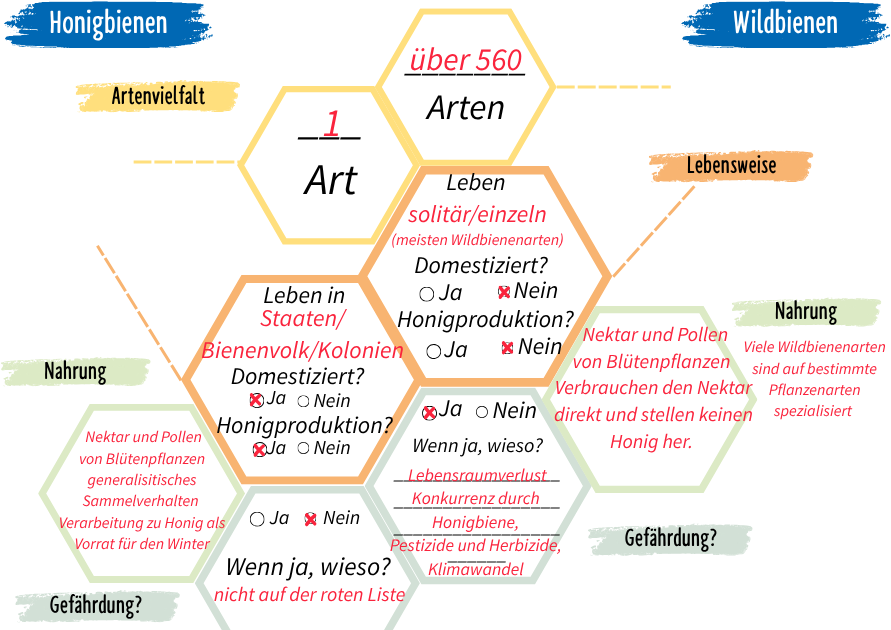 Honigbienen
Wildbienen
Artenvielfalt
über 560
Arten
1
Art
Lebensweise
Leben
solitär/einzeln
(meisten Wildbienenarten)
Domestiziert?
Ja Nein
Honigproduktion?
Ja Nein
Leben in
Staaten/
Bienenvolk/Kolonien
Domestiziert?
Ja Nein
Honigproduktion?
Ja Nein
Nahrung
Nektar und Pollen
von Blütenpflanzen
Verbrauchen den Nektar
direkt und stellen keinen
Honig her.
Viele Wildbienenarten
sind auf bestimmte
Pflanzenarten
spezialisiert
Nahrung
Nektar und Pollen
von Blütenpflanzen
generalisitisches
Sammelverhalten
Verarbeitung zu Honig als
Vorrat für den Winter
Ja Nein
Wenn ja, wieso?
Lebensraumverlust
Konkurrenz durch
Honigbiene,
Pestizide und Herbizide,
Klimawandel
Gefährdung?
Ja Nein
Wenn ja, wieso?
nicht auf der roten Liste
Gefährdung?